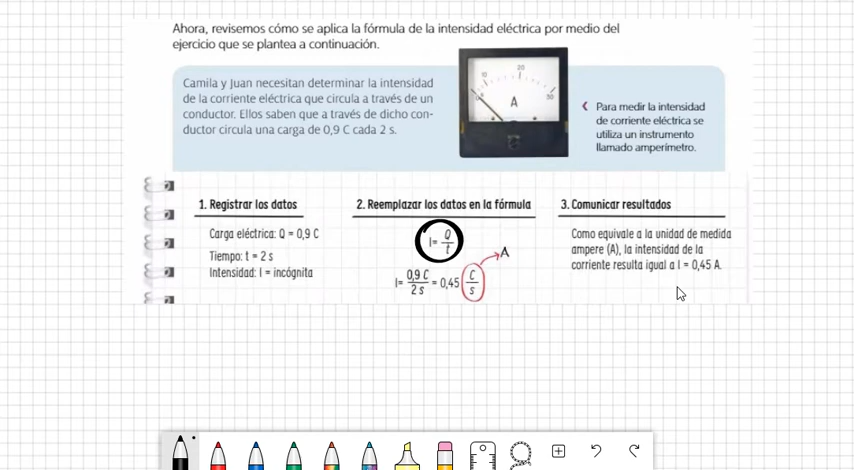 Ahora, revisemos cómo se aplica la fórmula de la intensidad eléctrica por medio del
ejercicio que se plantea a continuación.
Camila y Juan necesitan determinar la intensidad
de la corriente eléctrica que circula a través de un
conductor. Ellos saben que a través de dicho con-
ductor circula una carga de 0,9 C cada 2 s.
0 10 20 30
A
Para medir la intensidad
de corriente eléctrica se
utiliza un instrumento
llamado amperímetro.
1. Registrar los datos
Carga eléctrica: Q = 0,9 C
Tiempo: t = 2 s
Intensidad: I = incógnita
2. Reemplazar los datos en la fórmula
I = Q/t
A
I = 0,9 C/2 s = 0,45 C/s
3. Comunicar resultados
Como equivale a la unidad de medida
ampere (A), la intensidad de la
corriente resulta igual a I = 0,45 A.